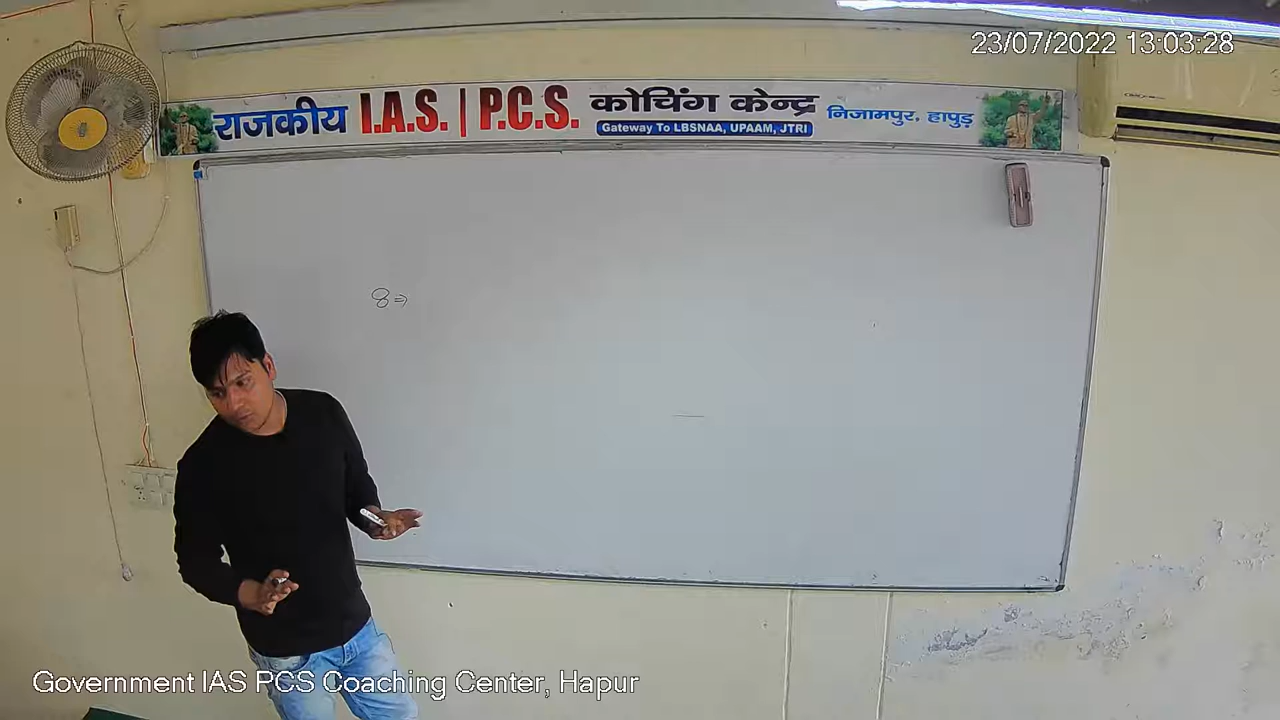 23/07/2022 13:03:28
राजकीय I.A.S. | P.C.S. कोचिंग केन्द्र निजामपुर, हापुड़
Gateway To LBSNAA, UPAAM, JTRI
8⇒
Government IAS PCS Coaching Center, Hapur